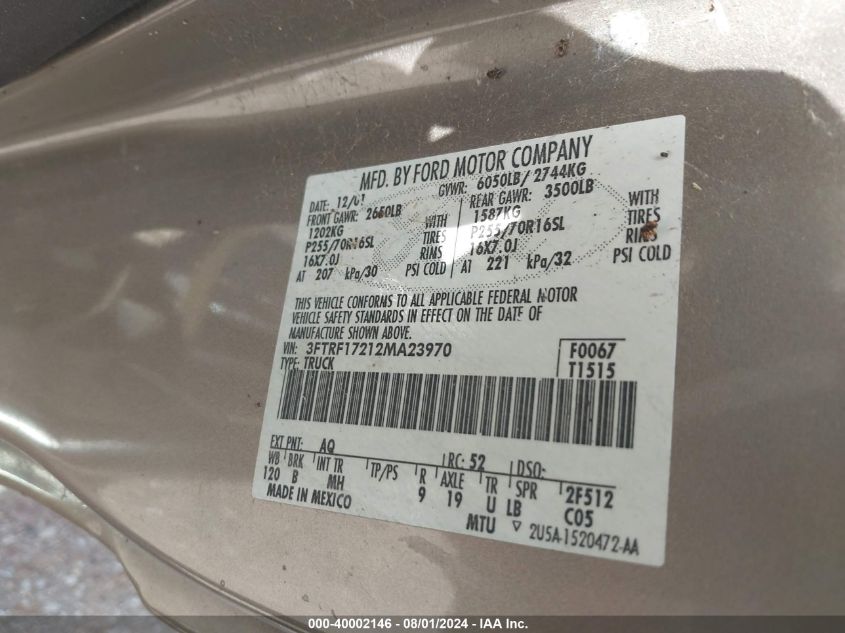 MFD. BY FORD MOTOR COMPANY
DATE: 12/01 GVWR: 6050LB/ 2744KG
FRONT GAWR: 2650LB REAR GAWR: 3500LB
1202KG WITH 1587KG WITH
P255/70R16SL TIRES P255/70R16SL TIRES
16X7.0J RIMS 16X7.0J RIMS
AT 207 kPa/30 PSI COLD AT 221 kPa/32 PSI COLD
THIS VEHICLE CONFORMS TO ALL APPLICABLE FEDERAL MOTOR
VEHICLE SAFETY STANDARDS IN EFFECT ON THE DATE OF
MANUFACTURE SHOWN ABOVE.
VIN: 3FTRF17212MA23970 F0067
TYPE: TRUCK T1515
EXT PNT: AQ RC: 52 DSO:
WB BRK INT TR TP/PS R AXLE TR SPR 2F512
120 B MH 9 19 U LB C05
MADE IN MEXICO MTU ▽ 2U5A-1520472-AA
000-40002146 - 08/01/2024 - IAA Inc.